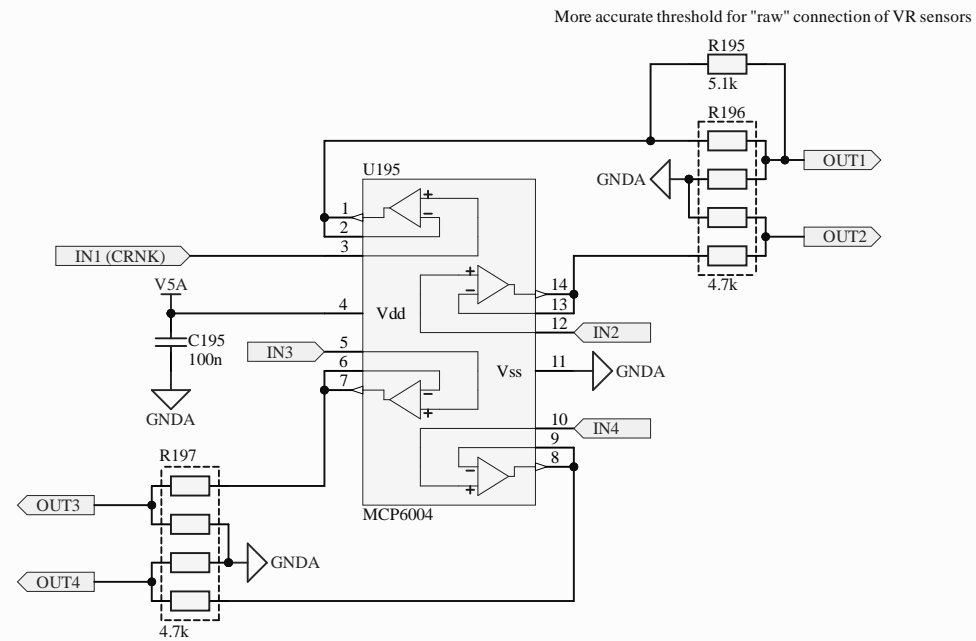 More accurate threshold for "raw" connection of VR sensors
R195
5.1k
R196
OUT1
GNDA
OUT2
4.7k
U195
1
2
3
IN1 (CRNK)
+
−
+
−
14
13
12
IN2
V5A
4
Vdd
C195
100n
GNDA
IN3
5
6
7
Vss
11
GNDA
−
+
10
IN4
9
8
−
+
MCP6004
R197
OUT3
GNDA
OUT4
4.7k